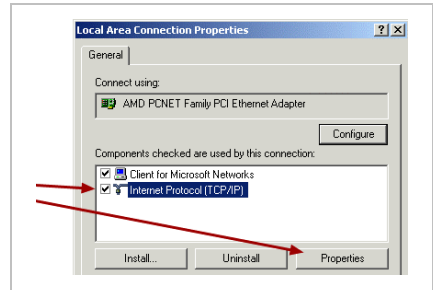 Local Area Connection Properties
General
Connect using:
AMD PCNET Family PCI Ethernet Adapter
Configure
Components checked are used by this connection:
Client for Microsoft Networks
Internet Protocol (TCP/IP)
Install... Uninstall Properties